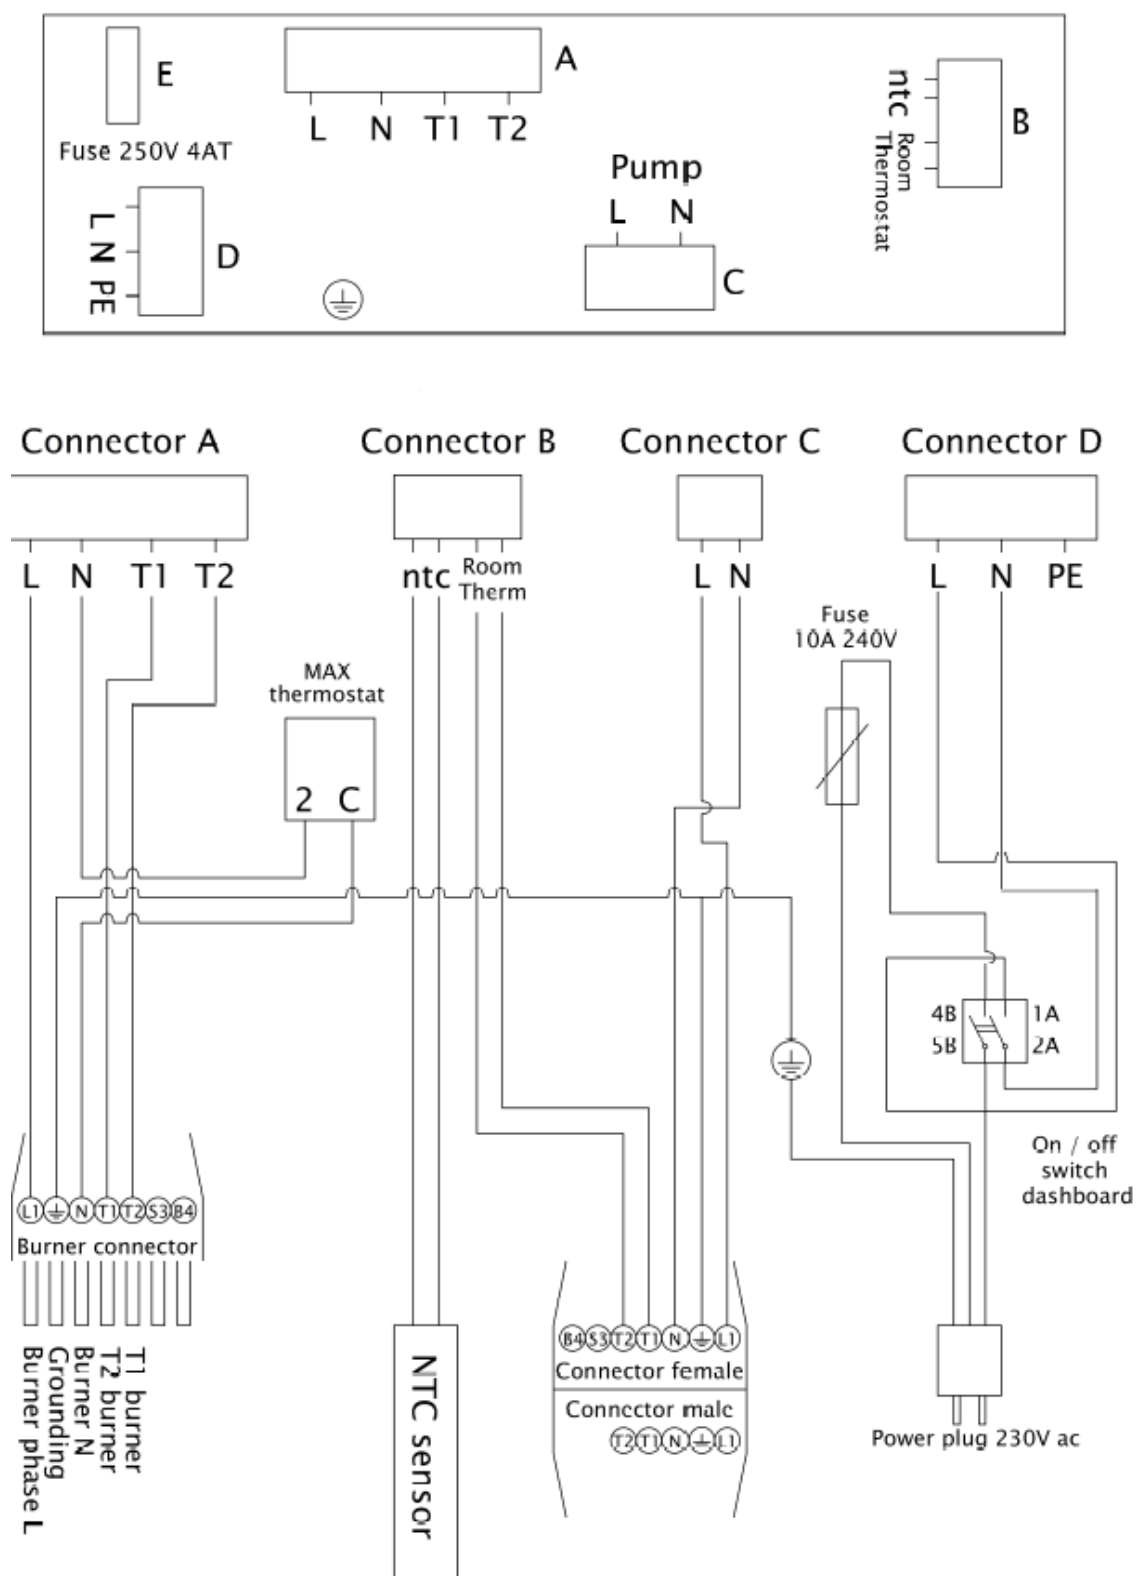 E
A
Fuse 250V 4AT
L N T1 T2
ntc
Room
Thermostat
B
Pump
L N
C
L N PE
D
Connector A
Connector B
Connector C
Connector D
L N T1 T2
ntc
Room
Therm
L N
L N PE
Fuse
10A 240V
MAX
thermostat
2 C
4B 1A
5B 2A
On / off
switch
dashboard
L1 N T1 T2 S3 B4
Burner connector
Burner phase L
Grounding
Burner N
T2 burner
T1 burner
NTC sensor
B4 S3 T2 T1 N L1
Connector female
Connector male
T2 T1 N L1
Power plug 230V ac